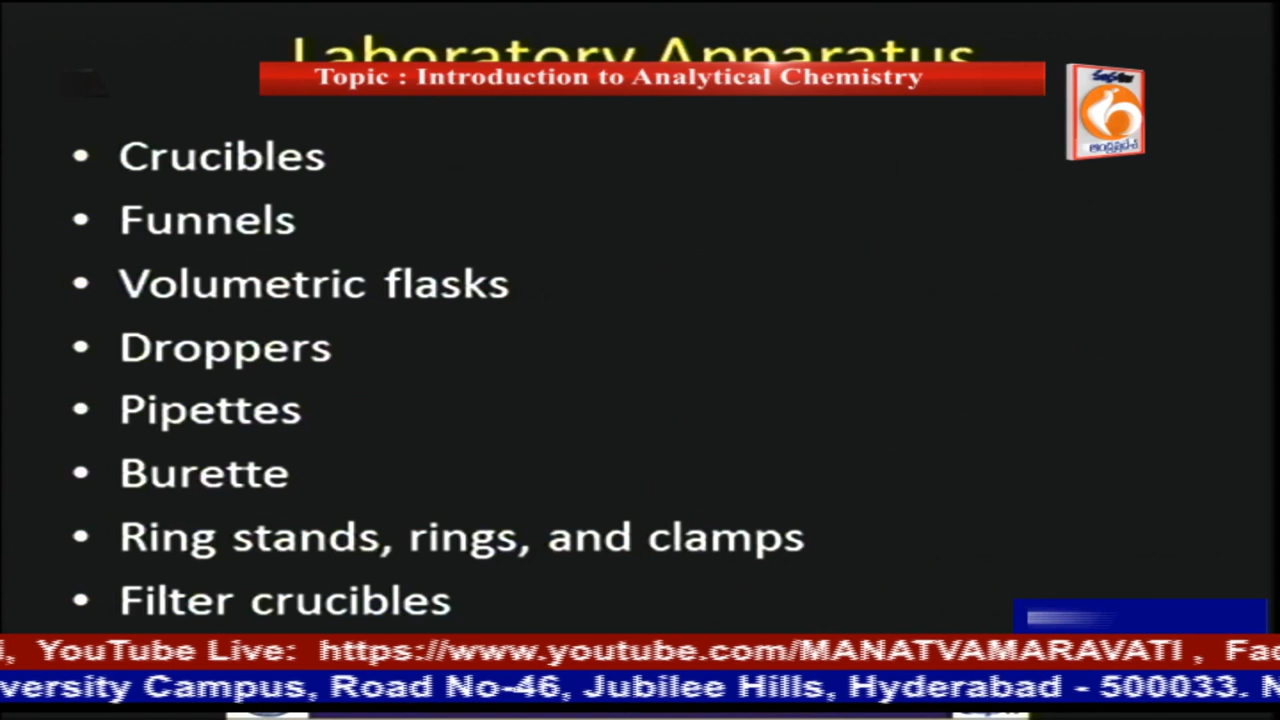 Laboratory Apparatus
Topic : Introduction to Analytical Chemistry
• Crucibles
• Funnels
• Volumetric flasks
• Droppers
• Pipettes
• Burette
• Ring stands, rings, and clamps
• Filter crucibles
i, YouTube Live: https://www.youtube.com/MANATVAMARAVATI , Fac
versity Campus, Road No-46, Jubilee Hills, Hyderabad - 500033. N